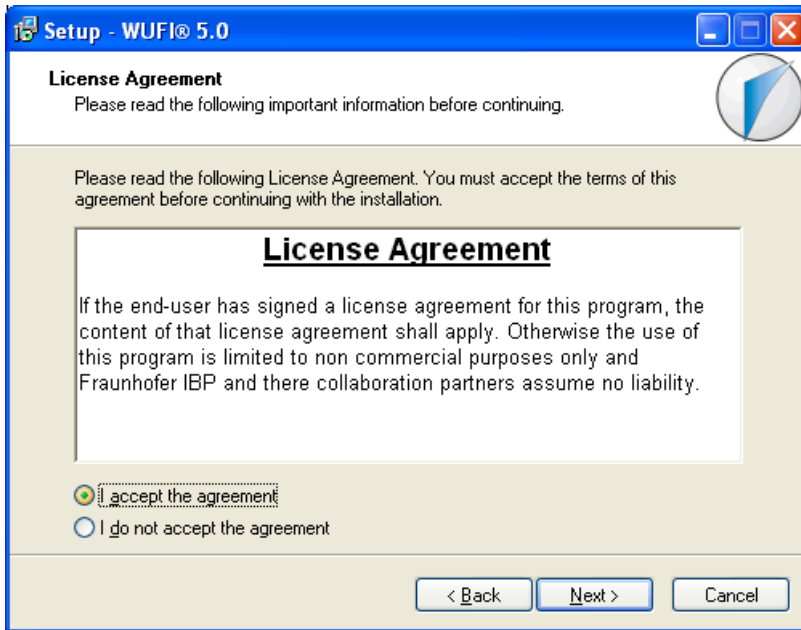 Setup - WUFI® 5.0
License Agreement
Please read the following important information before continuing.
Please read the following License Agreement. You must accept the terms of this
agreement before continuing with the installation.
License Agreement
If the end-user has signed a license agreement for this program, the
content of that license agreement shall apply. Otherwise the use of
this program is limited to non commercial purposes only and
Fraunhofer IBP and there collaboration partners assume no liability.
I accept the agreement
I do not accept the agreement
< Back
Next >
Cancel